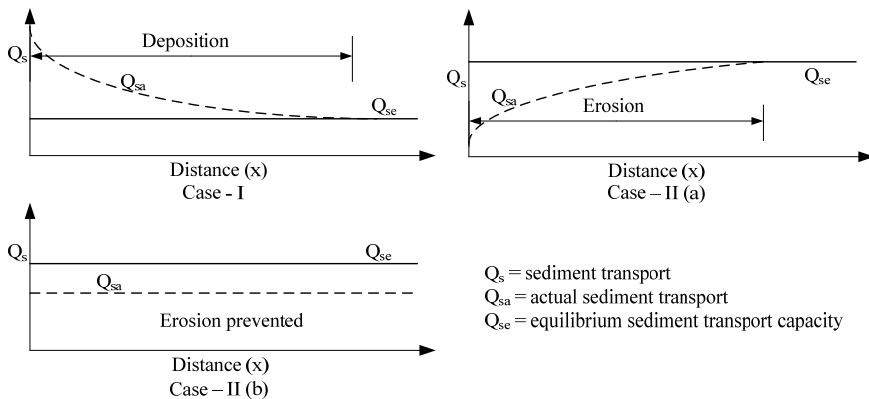 Deposition
Qs
Qsa
Qse
Distance (x)
Case - I
Qs
Qsa
Qse
Erosion
Distance (x)
Case – II (a)
Qs
Qse
Qsa
Erosion prevented
Distance (x)
Case – II (b)
Qs = sediment transport
Qsa = actual sediment transport
Qse = equilibrium sediment transport capacity